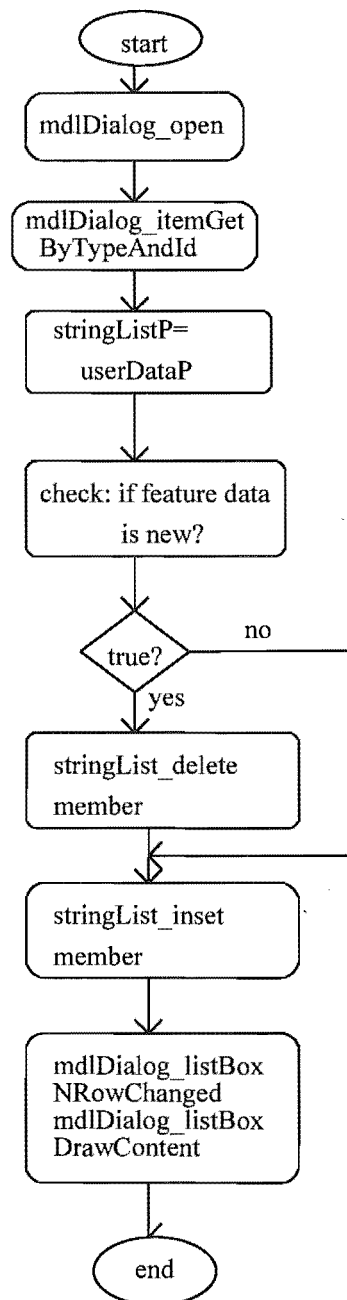 start
mdlDialog_open
mdlDialog_itemGet
ByTypeAndId
stringListP=
userDataP
check: if feature data
is new?
true?
no
yes
stringList_delete
member
stringList_inset
member
mdlDialog_listBox
NRowChanged
mdlDialog_listBox
DrawContent
end